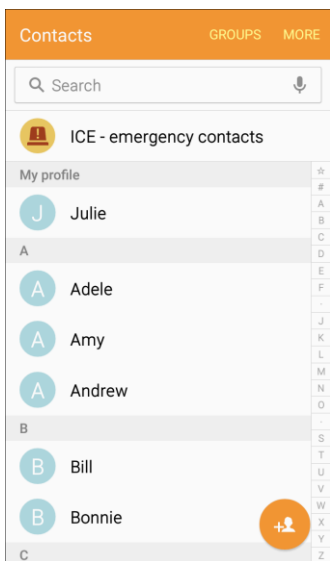 Contacts GROUPS MORE
Search
ICE - emergency contacts
My profile
J Julie
A
A Adele
A Amy
A Andrew
B
B Bill
B Bonnie
C
#
A
B
C
D
E
F
·
J
K
L
M
N
O
·
S
T
U
V
W
X
Y
Z